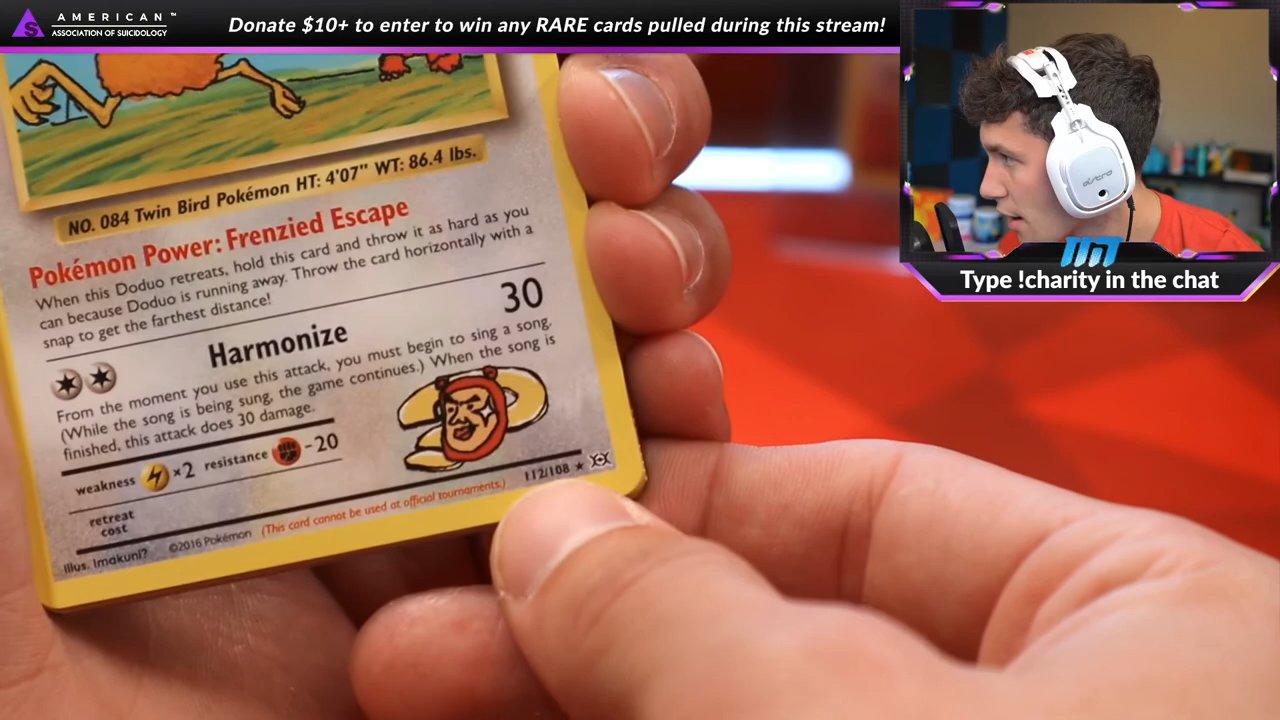 AMERICAN™
ASSOCIATION OF SUICIDOLOGY
Donate $10+ to enter to win any RARE cards pulled during this stream!
astro
Type !charity in the chat
NO. 084 Twin Bird Pokémon HT: 4'07" WT: 86.4 lbs.
Pokémon Power: Frenzied Escape
When this Doduo retreats, hold this card and throw it as hard as you
can because Doduo is running away. Throw the card horizontally with a
snap to get the farthest distance!
Harmonize 30
From the moment you use this attack, you must begin to sing a song.
(While the song is being sung, the game continues.) When the song is
finished, this attack does 30 damage.
weakness ×2 resistance -20
retreat
cost
Illus. Imakuni? ©2016 Pokémon (This card cannot be used at official tournaments.) 112/108 ★